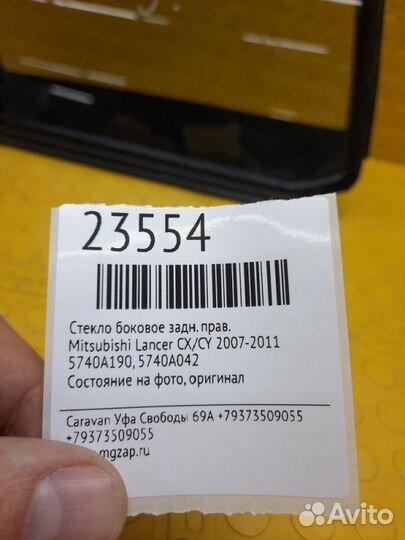 23554
Стекло боковое задн. прав.
Mitsubishi Lancer CX/CY 2007-2011
5740A190, 5740A042
Состояние на фото, оригинал
Caravan Уфа Свободы 69А +79373509055
+79373509055
mgzap.ru
Avito